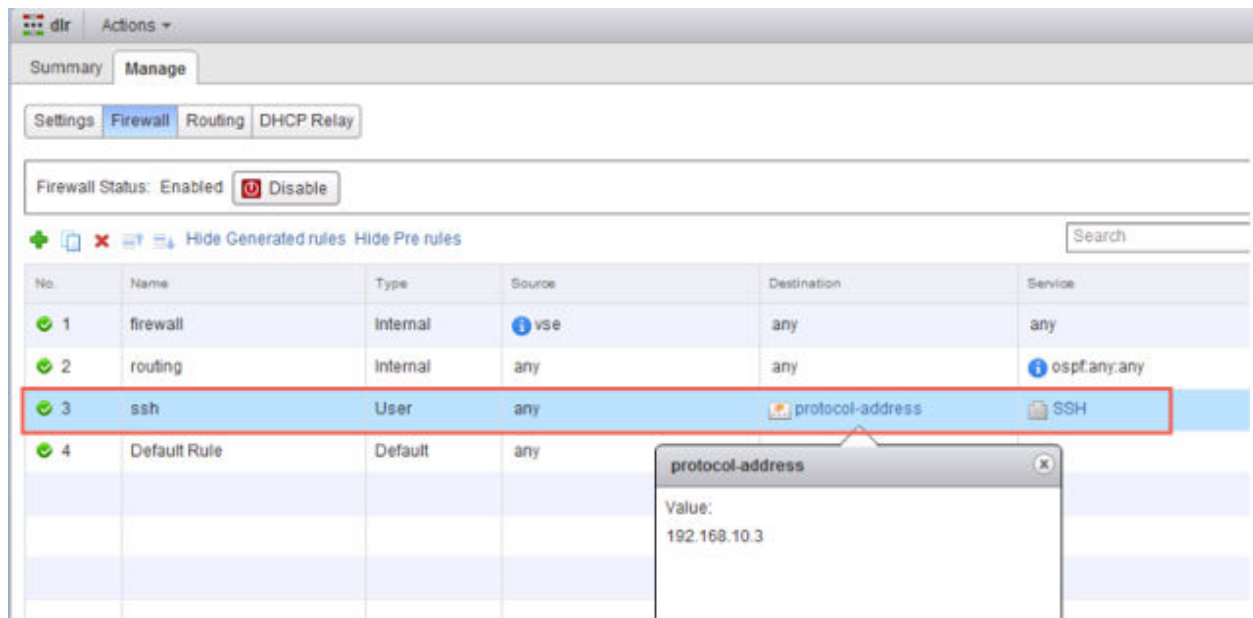 dlr Actions
Summary Manage
Settings Firewall Routing DHCP Relay
Firewall Status: Enabled Disable
Hide Generated rules Hide Pre rules Search
No. Name Type Source Destination Service
1 firewall Internal vse any any
2 routing Internal any any ospf:any:any
3 ssh User any protocol-address SSH
4 Default Rule Default any
protocol-address
Value:
192.168.10.3